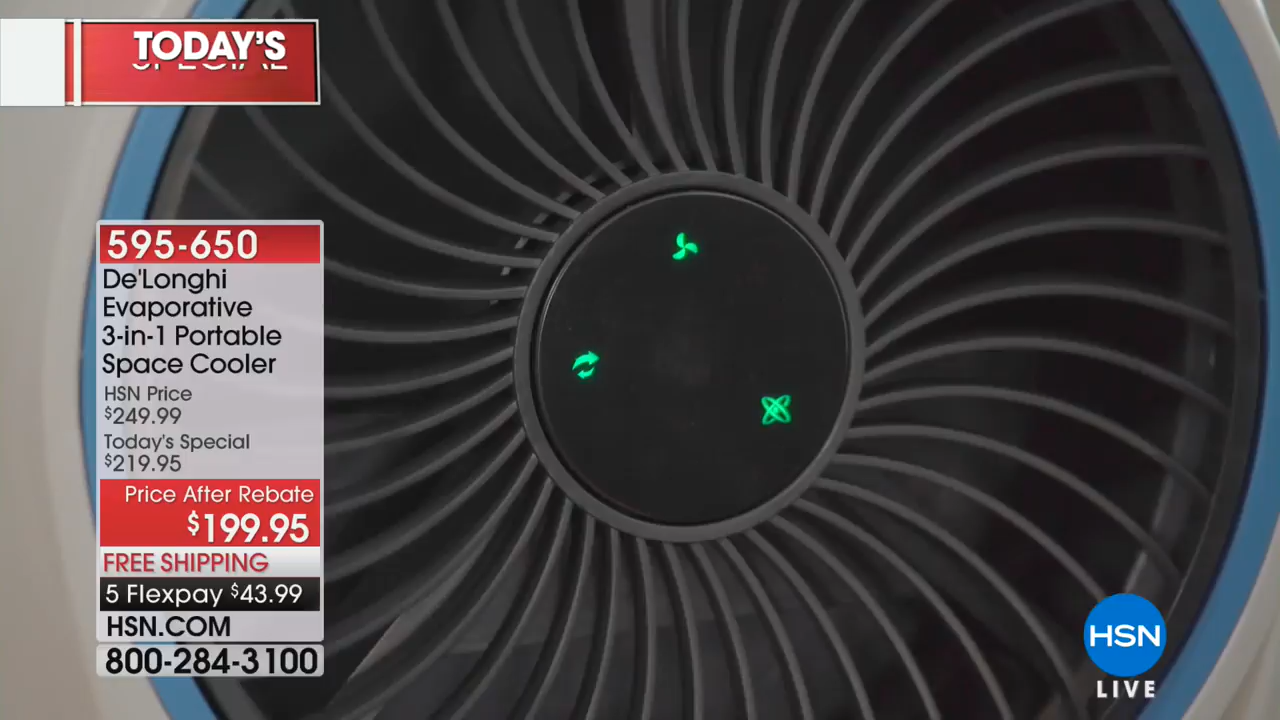 TODAY'S
595-650
De'Longhi
Evaporative
3-in-1 Portable
Space Cooler
HSN Price
$249.99
Today's Special
$219.95
Price After Rebate
$199.95
FREE SHIPPING
5 Flexpay $43.99
HSN.COM
800-284-3100
HSN
LIVE